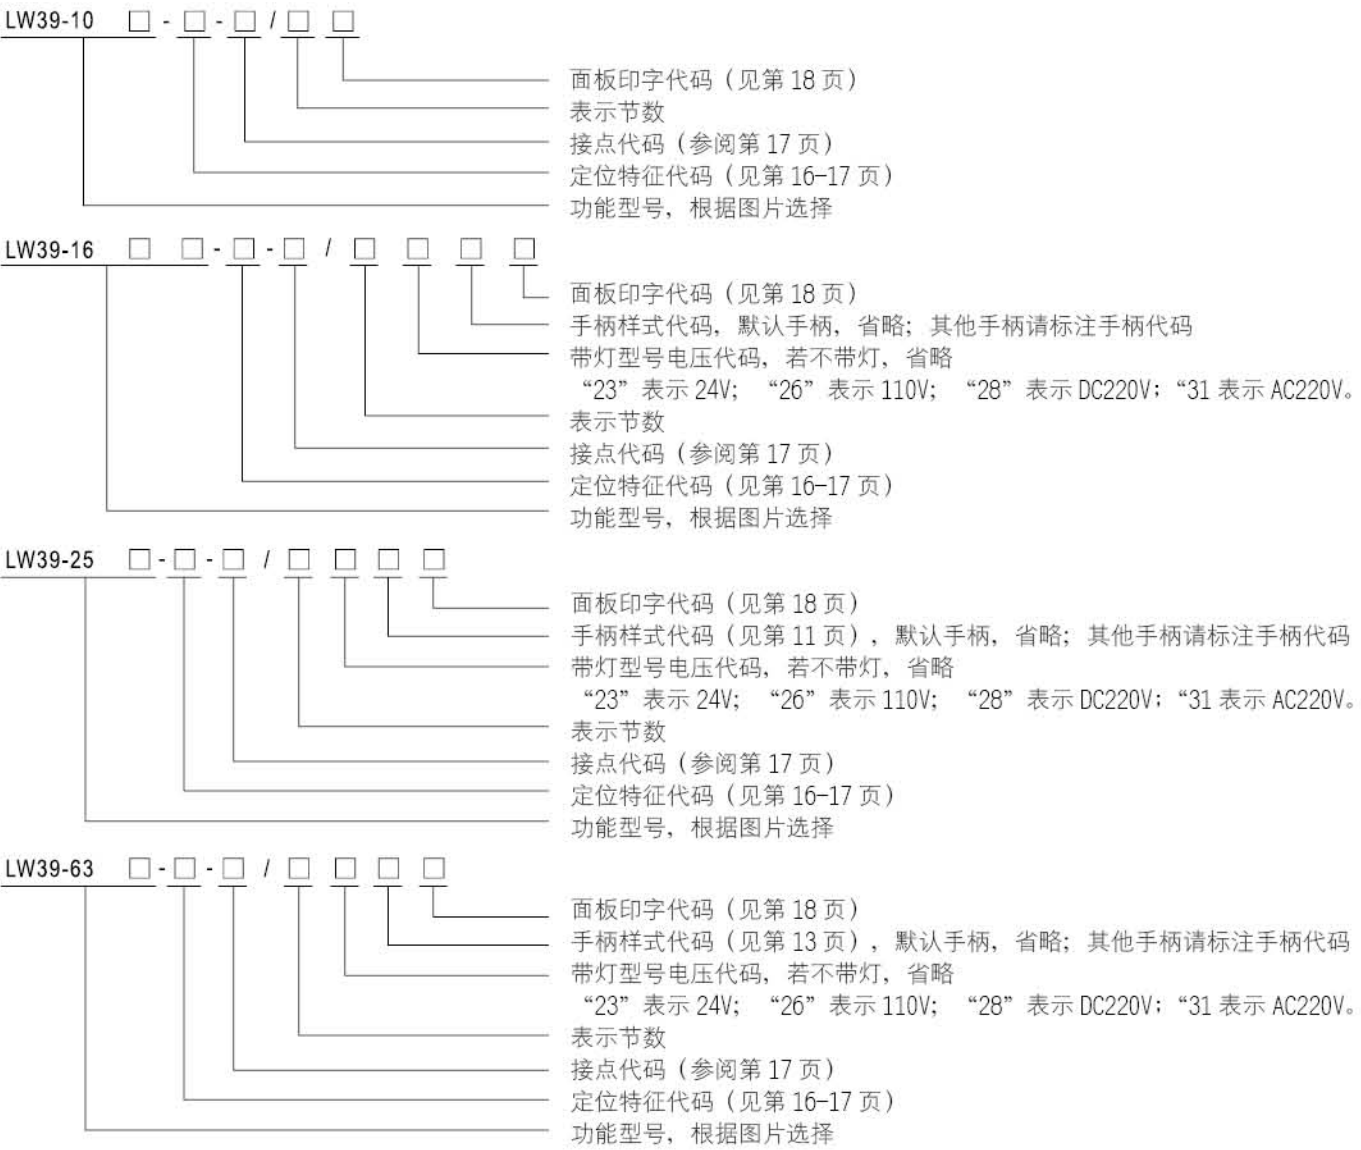 LW39-10 □ - □ - □ / □ □
面板印字代码（见第 18 页）
表示节数
接点代码（参阅第 17 页）
定位特征代码（见第 16-17 页）
功能型号，根据图片选择
LW39-16 □ □ - □ - □ / □ □ □ □
面板印字代码（见第 18 页）
手柄样式代码，默认手柄，省略；其他手柄请标注手柄代码
带灯型号电压代码，若不带灯，省略
“23”表示 24V； “26”表示 110V； “28”表示 DC220V；“31 表示 AC220V。
表示节数
接点代码（参阅第 17 页）
定位特征代码（见第 16-17 页）
功能型号，根据图片选择
LW39-25 □ - □ - □ / □ □ □ □
面板印字代码（见第 18 页）
手柄样式代码（见第 11 页），默认手柄，省略；其他手柄请标注手柄代码
带灯型号电压代码，若不带灯，省略
“23”表示 24V； “26”表示 110V； “28”表示 DC220V；“31 表示 AC220V。
表示节数
接点代码（参阅第 17 页）
定位特征代码（见第 16-17 页）
功能型号，根据图片选择
LW39-63 □ - □ - □ / □ □ □ □
面板印字代码（见第 18 页）
手柄样式代码（见第 13 页），默认手柄，省略；其他手柄请标注手柄代码
带灯型号电压代码，若不带灯，省略
“23”表示 24V； “26”表示 110V； “28”表示 DC220V；“31 表示 AC220V。
表示节数
接点代码（参阅第 17 页）
定位特征代码（见第 16-17 页）
功能型号，根据图片选择